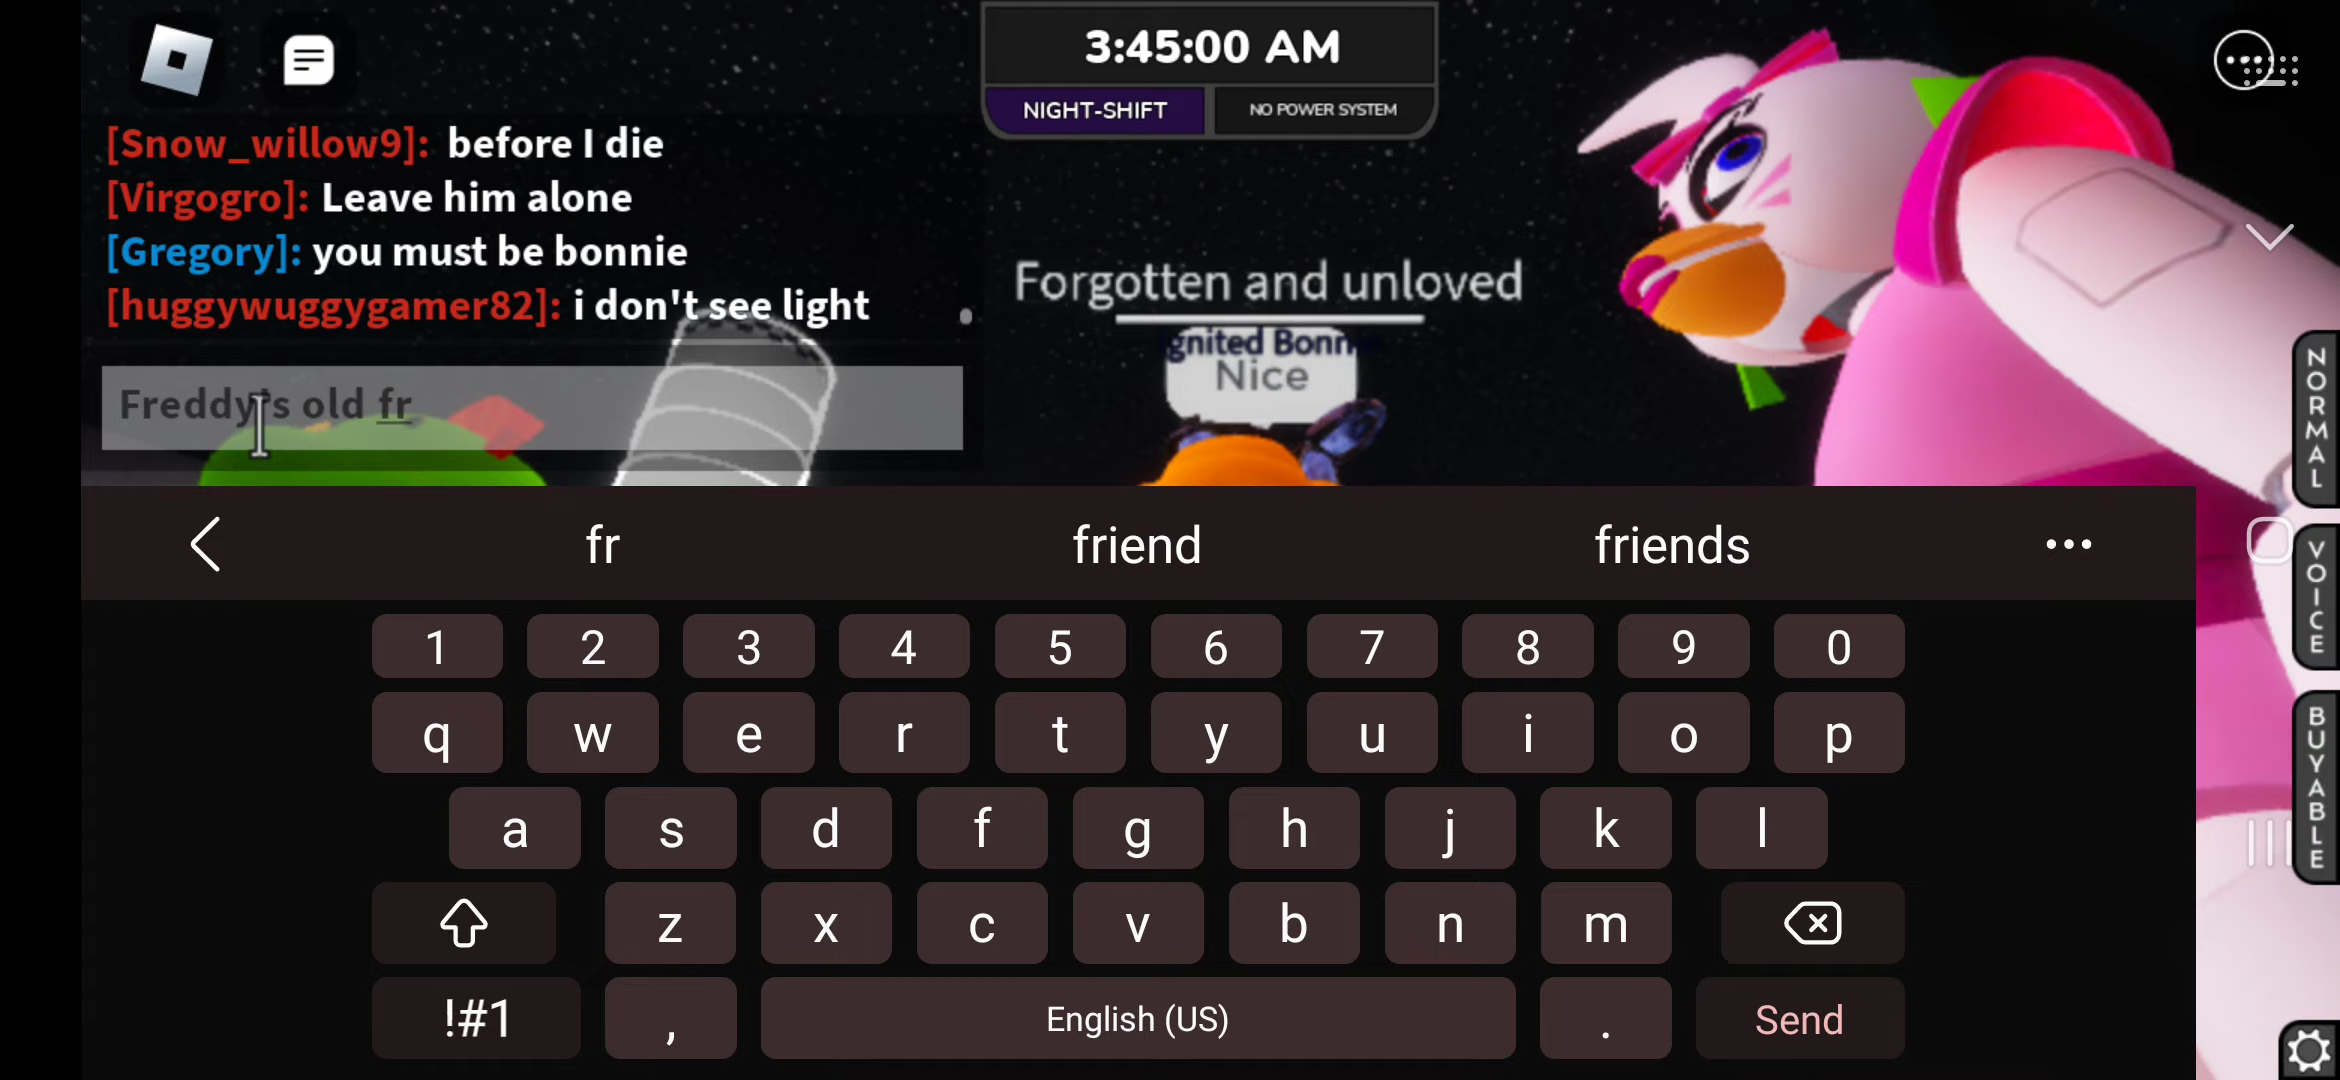 3:45:00 AM
NIGHT-SHIFT
NO POWER SYSTEM
[Snow_willow9]: before I die
[Virgogro]: Leave him alone
[Gregory]: you must be bonnie
[huggywuggygamer82]: i don't see light
Freddy's old fr
Forgotten and unloved
gnited Bonn
Nice
NORMAL
VOICE
BUYABLE
fr friend friends
1 2 3 4 5 6 7 8 9 0
q w e r t y u i o p
a s d f g h j k l
z x c v b n m
!#1 , English (US) . Send